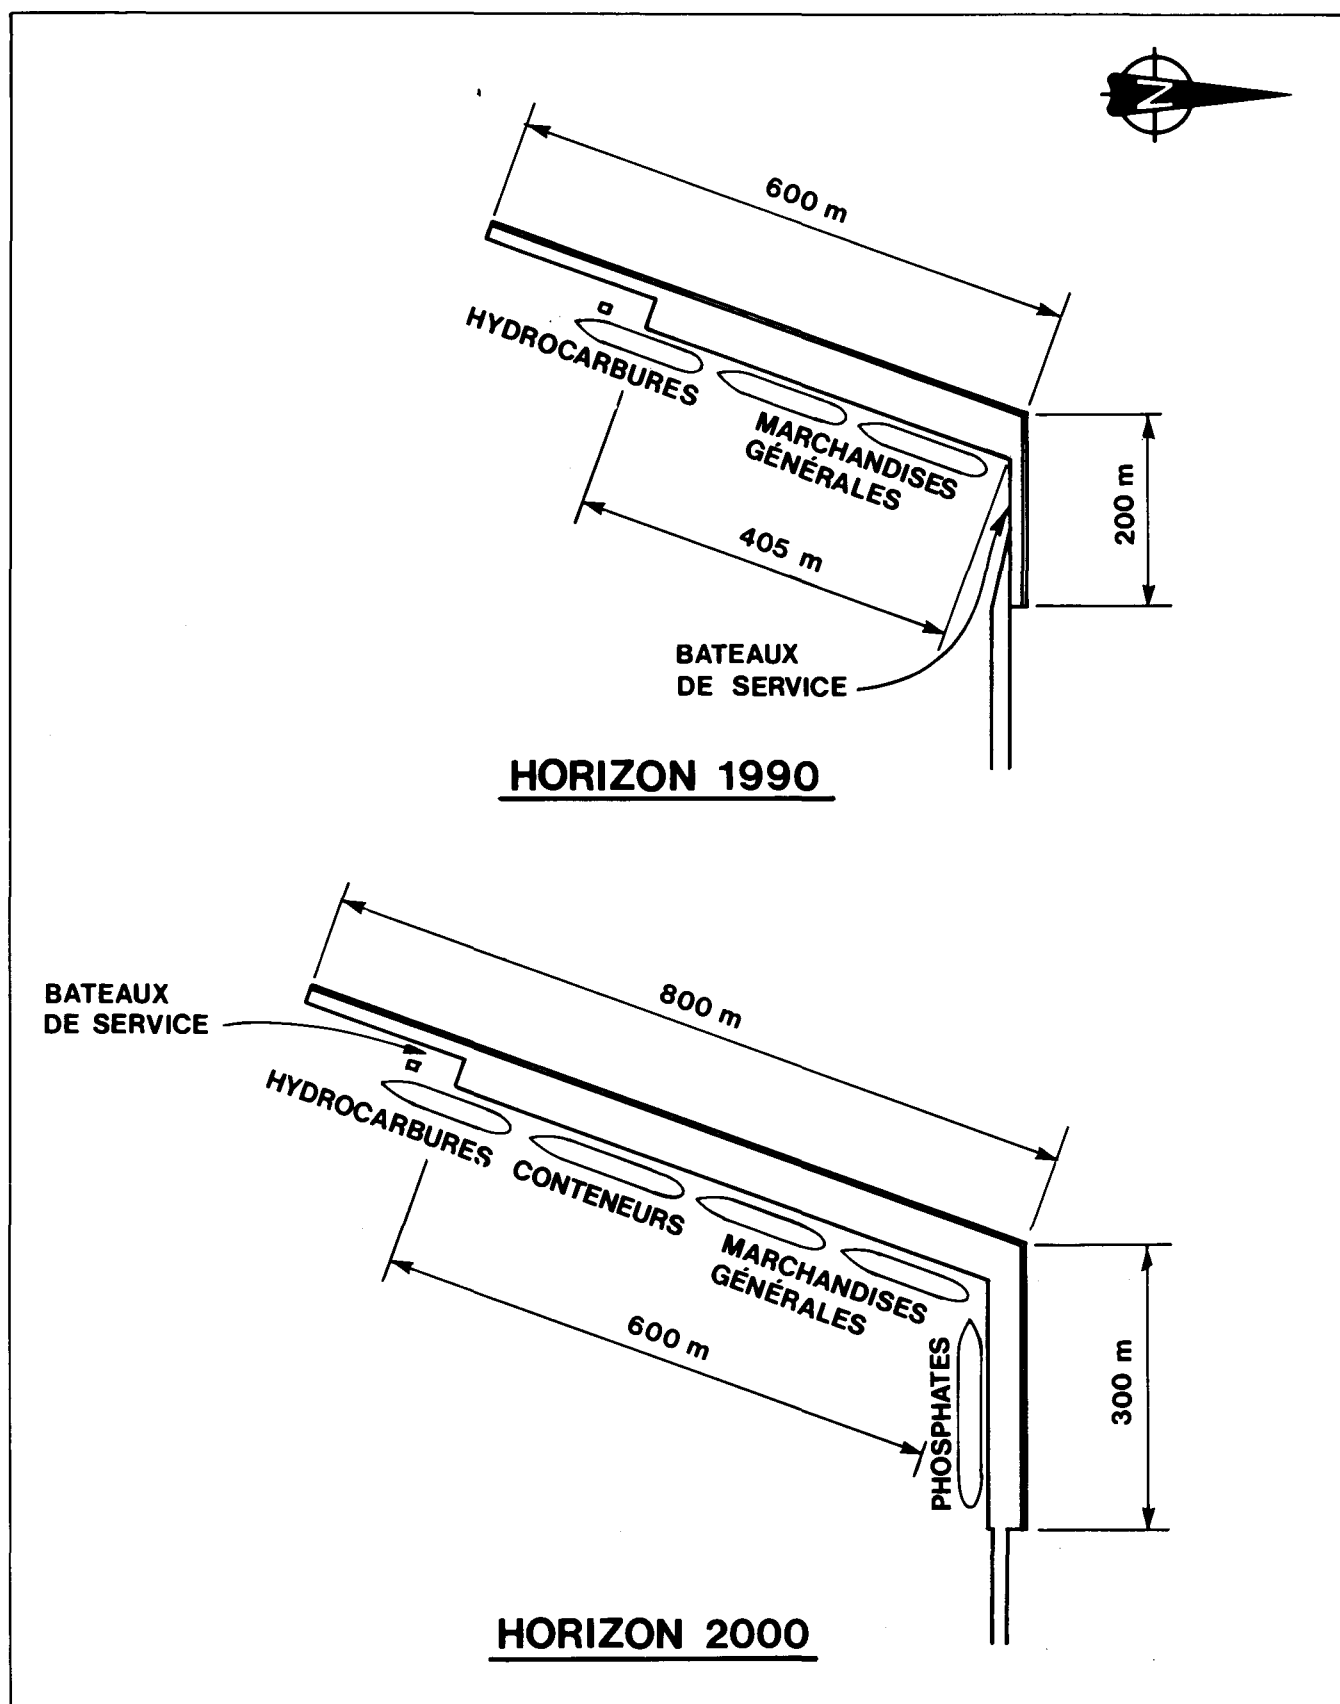 N
600 m
HYDROCARBURES
MARCHANDISES
GÉNÉRALES
200 m
405 m
BATEAUX
DE SERVICE
HORIZON 1990
800 m
BATEAUX
DE SERVICE
HYDROCARBURES
CONTENEURS
MARCHANDISES
GÉNÉRALES
600 m
PHOSPHATES
300 m
HORIZON 2000